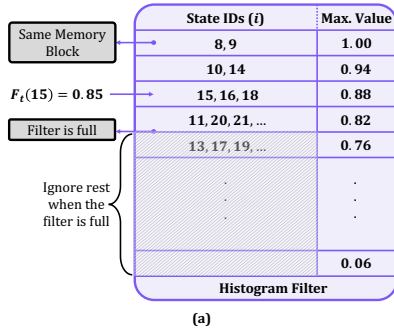 State IDs (i) Max. Value
Same Memory
Block
8, 9 1.00
10, 14 0.94
F_t(15) = 0.85 15, 16, 18 0.88
Filter is full 11, 20, 21, ... 0.82
13, 17, 19, ... 0.76
Ignore rest
when the
filter is full
. .
. .
. .
0.06
Histogram Filter
(a)